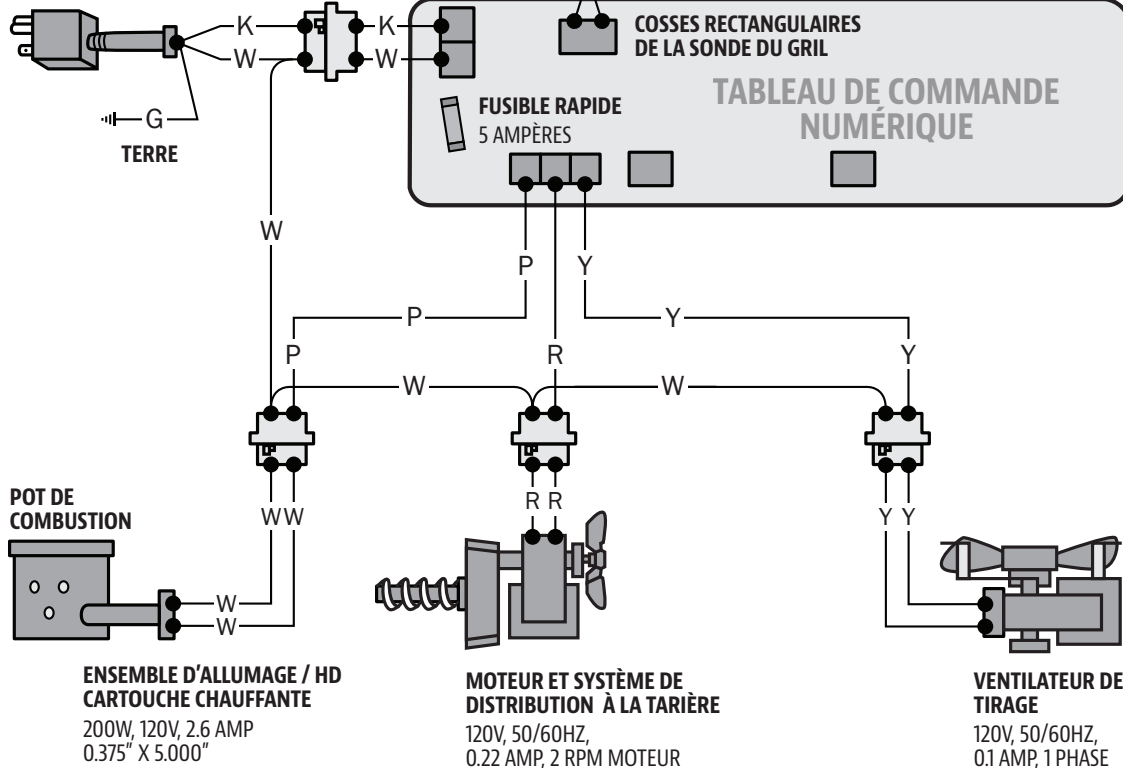 K
K
W
W
G
TERRE
COSSES RECTANGULAIRES
DE LA SONDE DU GRIL
TABLEAU DE COMMANDE
NUMÉRIQUE
FUSIBLE RAPIDE
5 AMPÈRES
W
P
Y
P
Y
P
R
Y
W
W
POT DE
COMBUSTION
W W
R R
Y Y
W
W
ENSEMBLE D'ALLUMAGE / HD
CARTOUCHE CHAUFFANTE
200W, 120V, 2.6 AMP
0.375" X 5.000"
MOTEUR ET SYSTÈME DE
DISTRIBUTION À LA TARIÈRE
120V, 50/60HZ,
0.22 AMP, 2 RPM MOTEUR
VENTILATEUR DE
TIRAGE
120V, 50/60HZ,
0.1 AMP, 1 PHASE